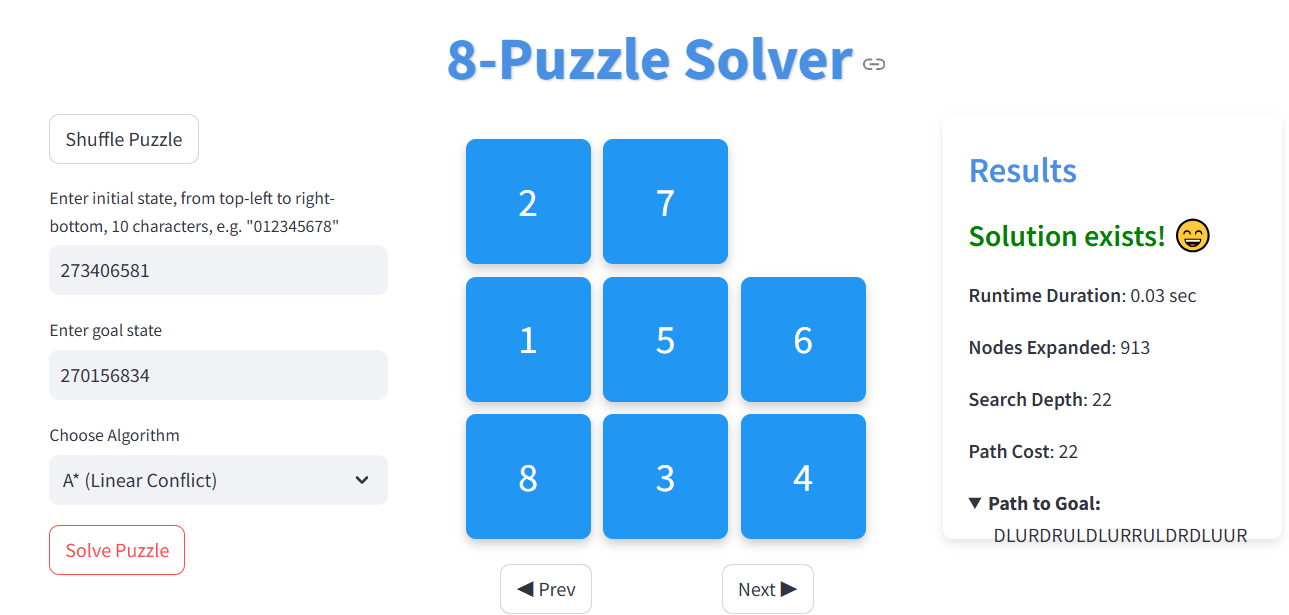 8-Puzzle Solver
Shuffle Puzzle
Enter initial state, from top-left to right-
bottom, 10 characters, e.g. "012345678"
273406581
Enter goal state
270156834
Choose Algorithm
A* (Linear Conflict)
Solve Puzzle
2 7
1 5 6
8 3 4
◀ Prev
Next ▶
Results
Solution exists! 😄
Runtime Duration: 0.03 sec
Nodes Expanded: 913
Search Depth: 22
Path Cost: 22
▼ Path to Goal:
DLURDRULDLURRULDRDLUUR